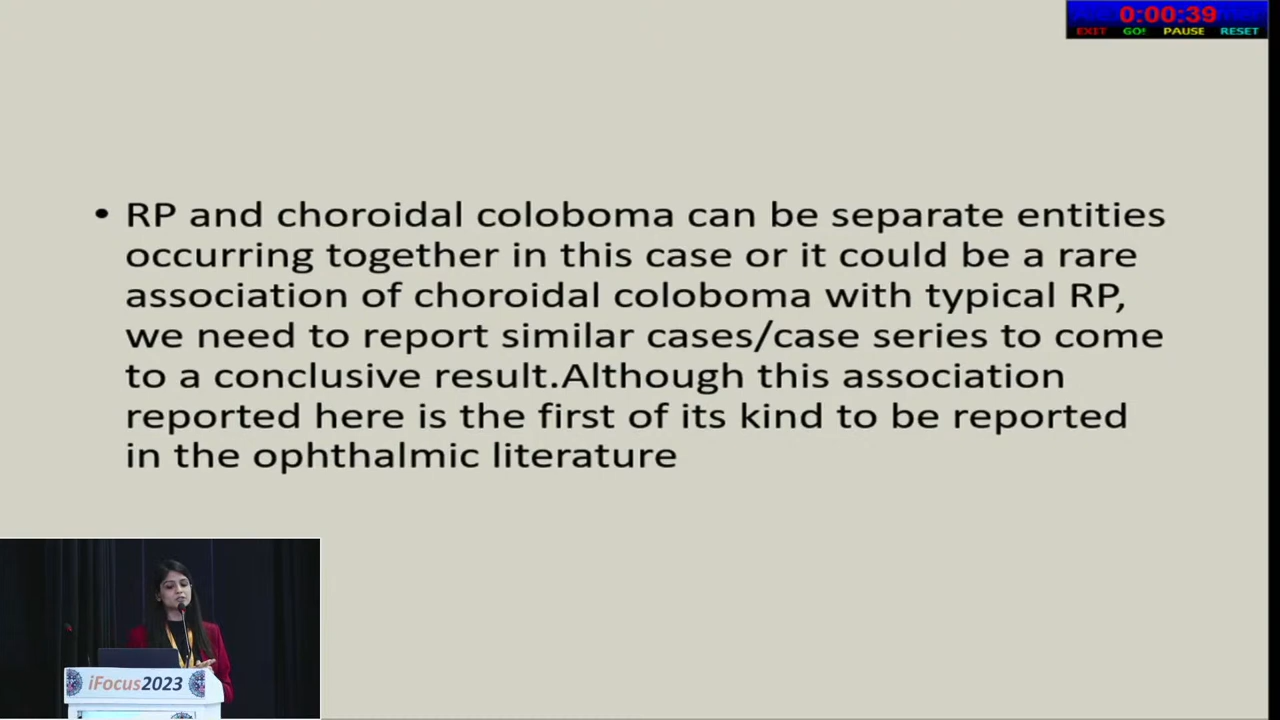 0:00:39
EXIT GO! PAUSE RESET
• RP and choroidal coloboma can be separate entities
occurring together in this case or it could be a rare
association of choroidal coloboma with typical RP,
we need to report similar cases/case series to come
to a conclusive result.Although this association
reported here is the first of its kind to be reported
in the ophthalmic literature
iFocus2023